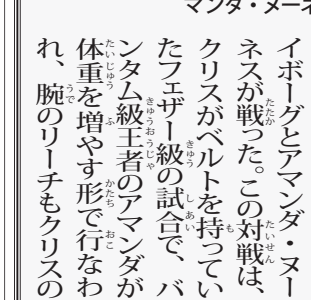 マンダ・ヌーネ
イボーグとアマンダ・ヌー
ネスが戦った。この対戦は、
クリスがベルトを持ってい
たフェザー級の試合で、バ
ンタム級王者のアマンダが
体重を増やす形で行なわ
れ、腕のリーチもクリスの